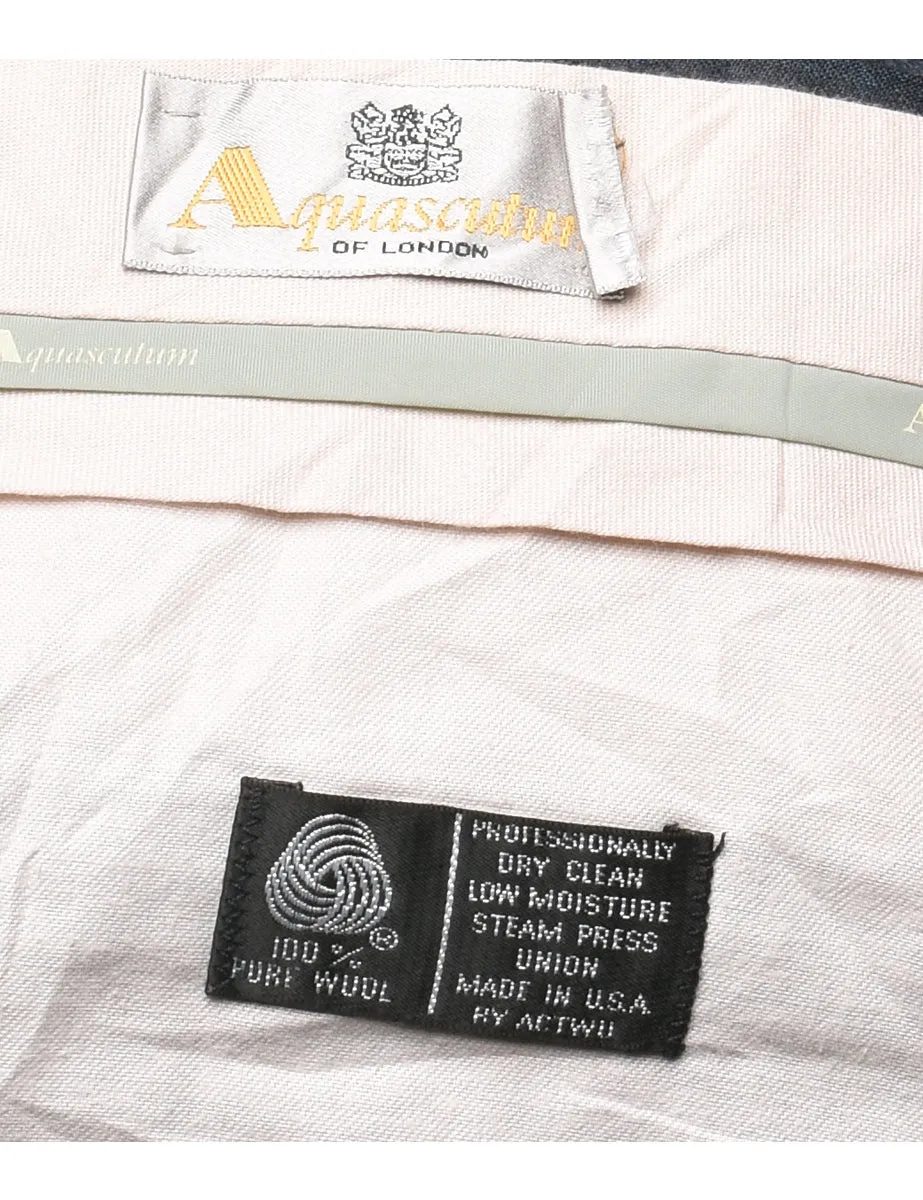 Aquascutum
OF LONDON
Aquascutum
A
100%
PURE WOOL
PROFESSIONALLY
DRY CLEAN
LOW MOISTURE
STEAM PRESS
UNION
MADE IN U.S.A.
BY ACTWU